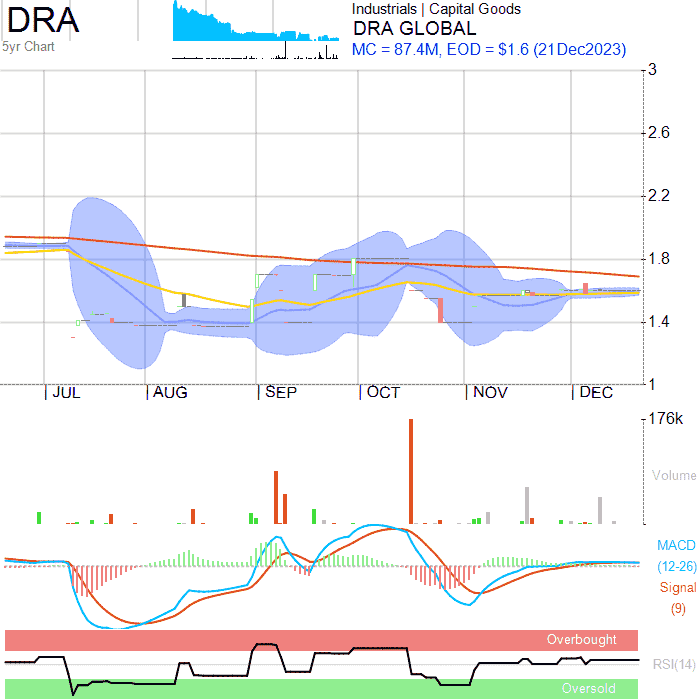 DRA
5yr Chart
Industrials | Capital Goods
DRA GLOBAL
MC = 87.4M, EOD = $1.6 (21Dec2023)
3
2.6
2.2
1.8
1.4
1
JUL AUG SEP OCT NOV DEC
176k
Volume
MACD
(12-26)
Signal
(9)
Overbought
RSI(14)
Oversold